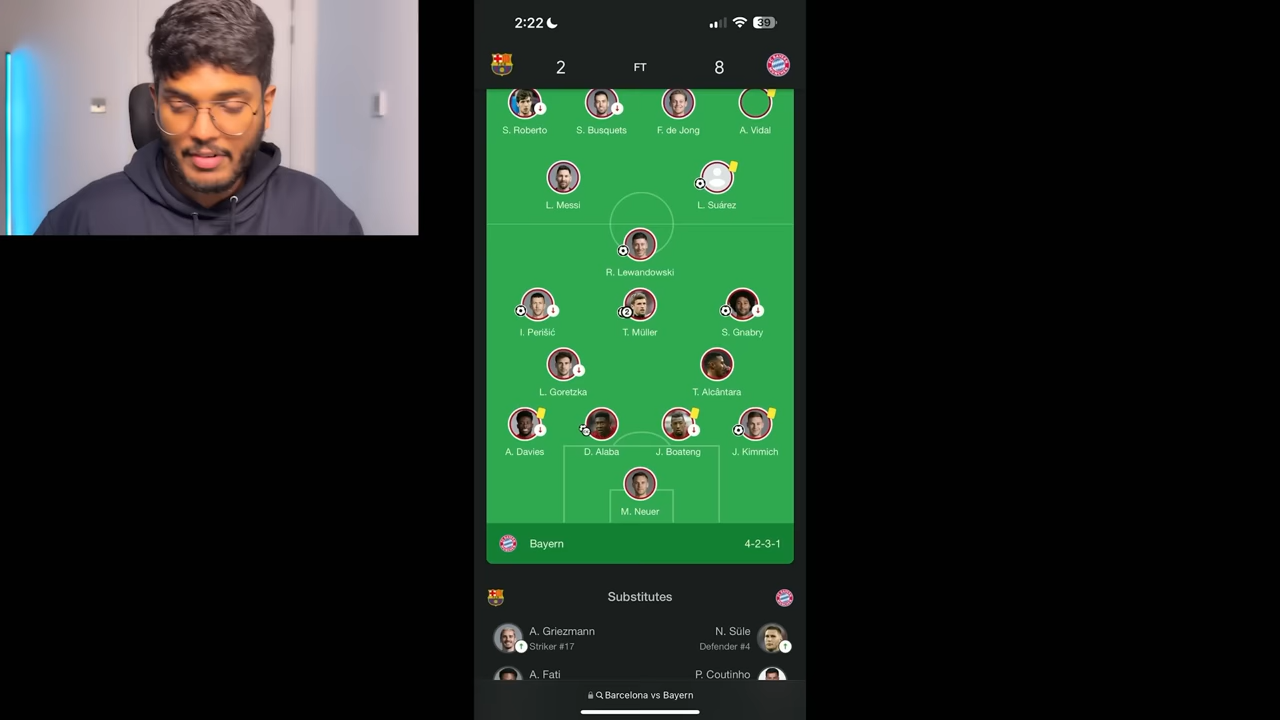 2:22
39
2 FT 8
S. Roberto S. Busquets F. de Jong A. Vidal
L. Messi L. Suárez
R. Lewandowski
I. Perišić T. Müller S. Gnabry
2
L. Goretzka T. Alcântara
A. Davies D. Alaba J. Boateng J. Kimmich
M. Neuer
Bayern 4-2-3-1
Substitutes
A. Griezmann N. Süle
Striker #17 Defender #4
A. Fati P. Coutinho
Barcelona vs Bayern